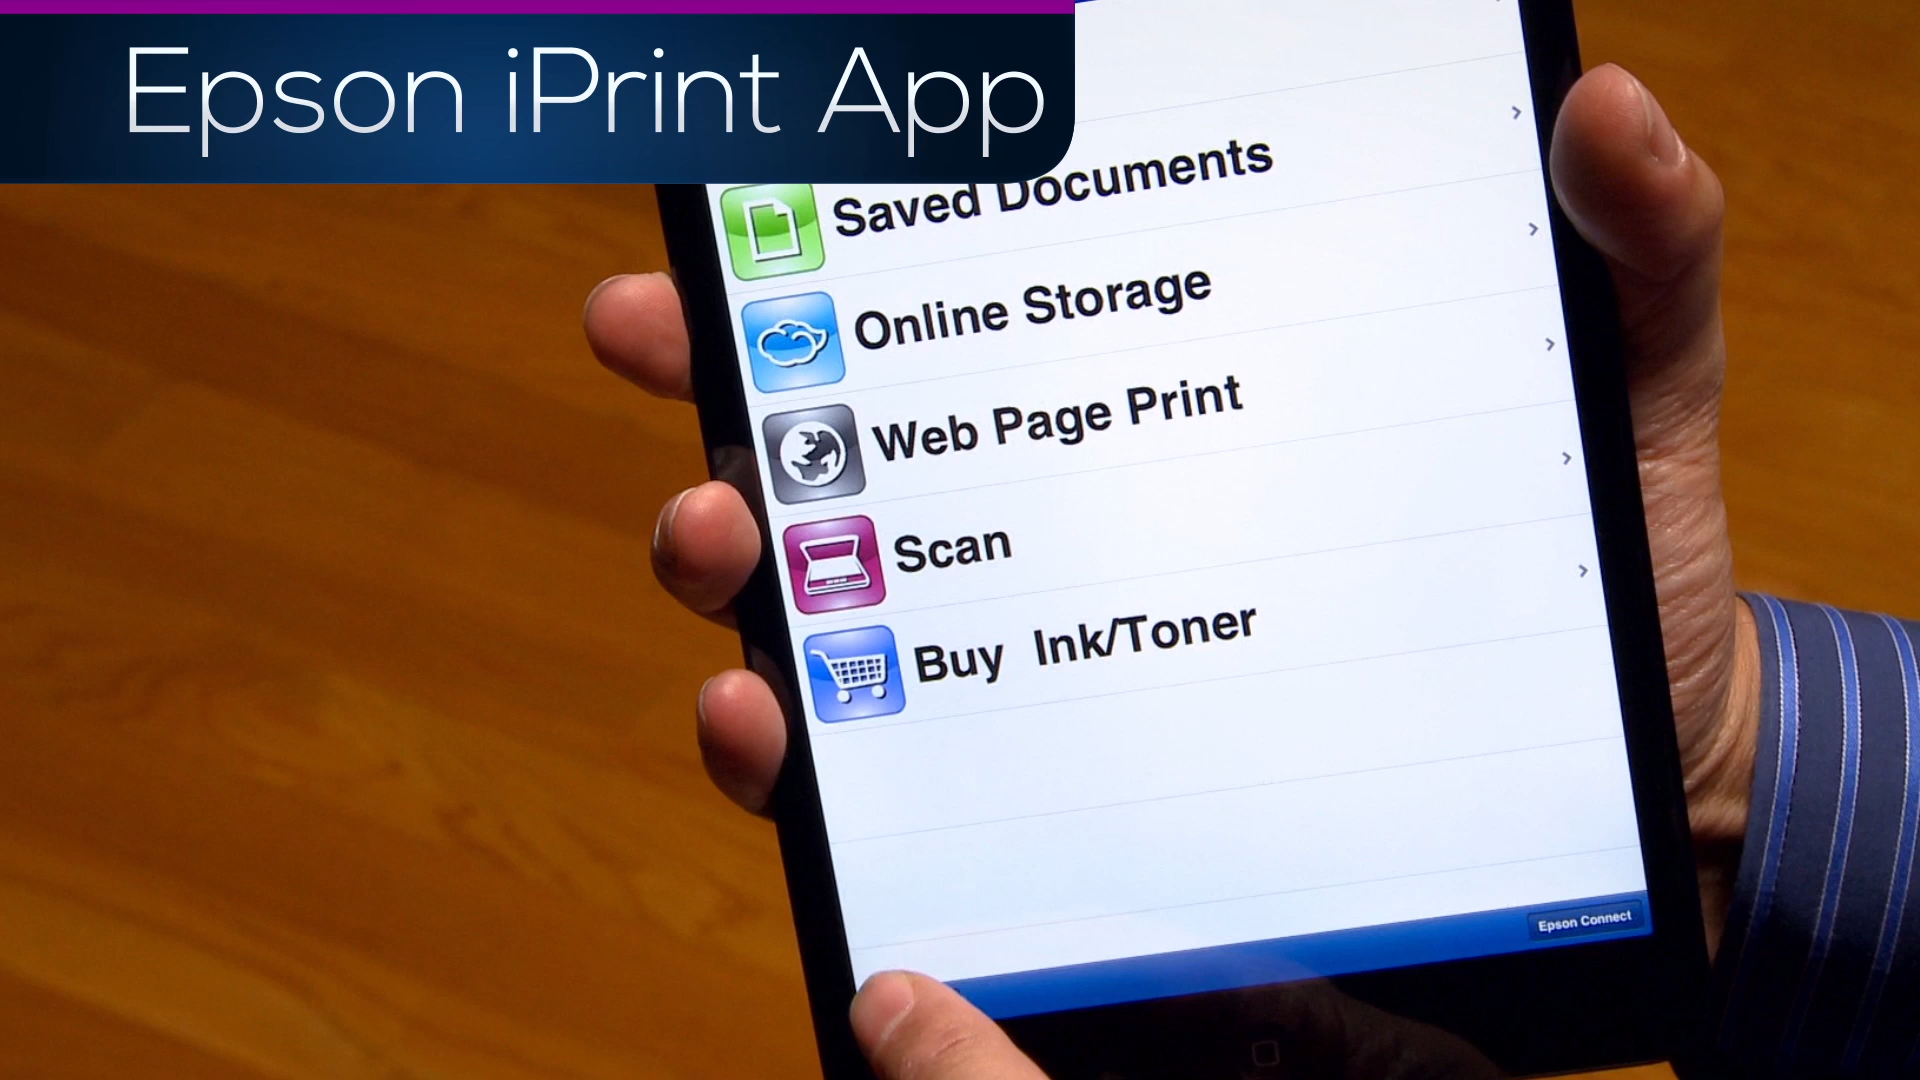 Epson iPrint App
Saved Documents
Online Storage
Web Page Print
Scan
Buy Ink/Toner
Epson Connect